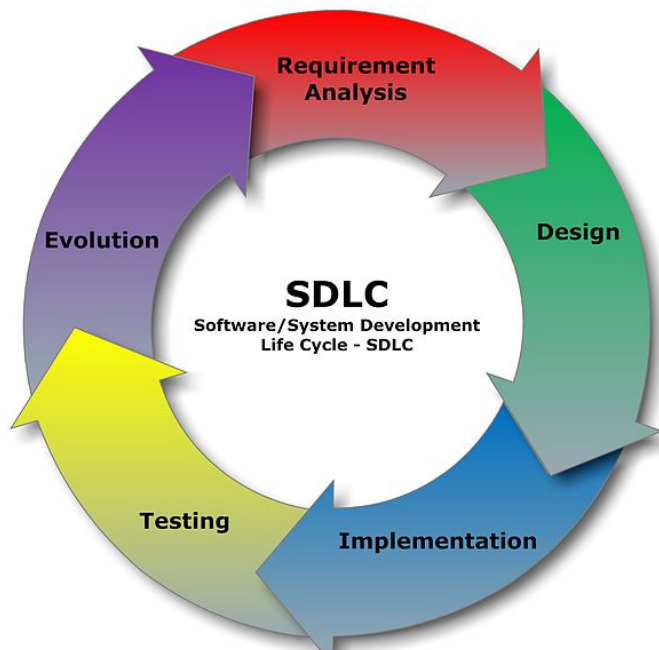 Requirement
Analysis
Design
Evolution
SDLC
Software/System Development
Life Cycle - SDLC
Testing
Implementation